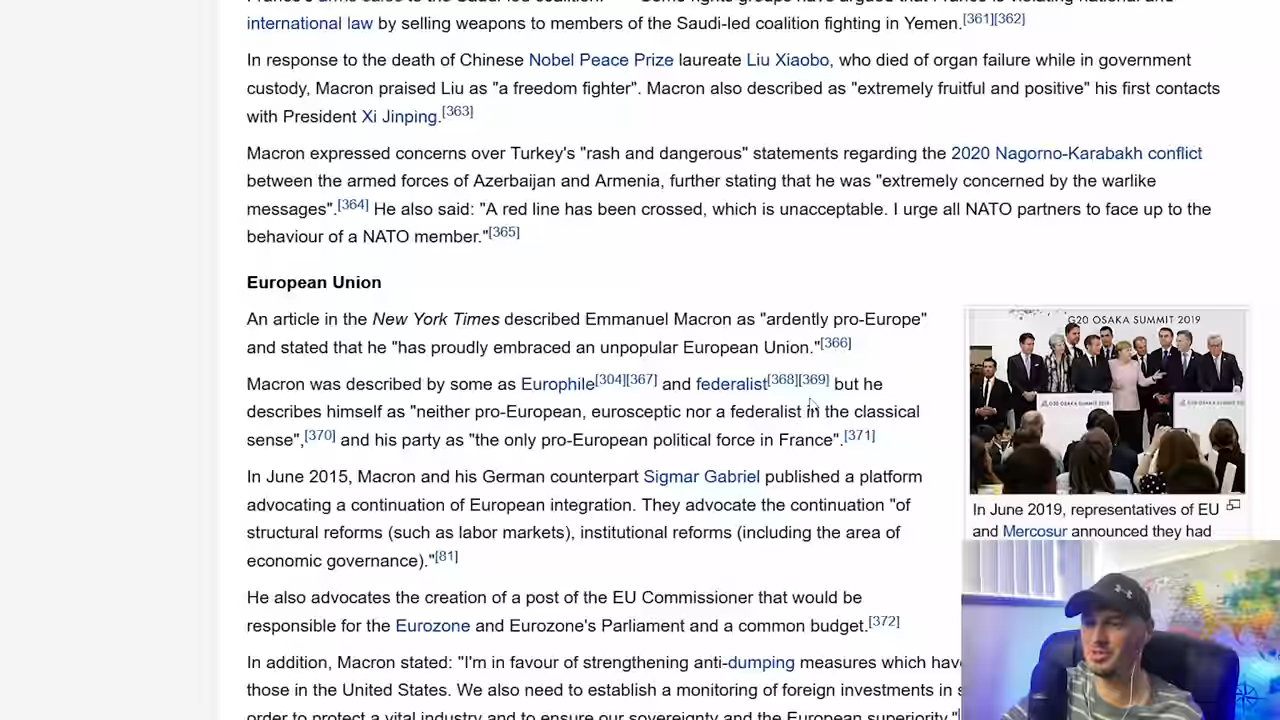 international law by selling weapons to members of the Saudi-led coalition fighting in Yemen.[361][362]
In response to the death of Chinese Nobel Peace Prize laureate Liu Xiaobo, who died of organ failure while in government
custody, Macron praised Liu as "a freedom fighter". Macron also described as "extremely fruitful and positive" his first contacts
with President Xi Jinping.[363]
Macron expressed concerns over Turkey's "rash and dangerous" statements regarding the 2020 Nagorno-Karabakh conflict
between the armed forces of Azerbaijan and Armenia, further stating that he was "extremely concerned by the warlike
messages".[364] He also said: "A red line has been crossed, which is unacceptable. I urge all NATO partners to face up to the
behaviour of a NATO member."[365]
European Union
An article in the New York Times described Emmanuel Macron as "ardently pro-Europe"
and stated that he "has proudly embraced an unpopular European Union."[366]
Macron was described by some as Europhile[304][367] and federalist[368][369] but he
describes himself as "neither pro-European, eurosceptic nor a federalist in the classical
sense",[370] and his party as "the only pro-European political force in France".[371]
In June 2015, Macron and his German counterpart Sigmar Gabriel published a platform
advocating a continuation of European integration. They advocate the continuation "of
structural reforms (such as labor markets), institutional reforms (including the area of
economic governance)."[81]
He also advocates the creation of a post of the EU Commissioner that would be
responsible for the Eurozone and Eurozone's Parliament and a common budget.[372]
In addition, Macron stated: "I'm in favour of strengthening anti-dumping measures which have
those in the United States. We also need to establish a monitoring of foreign investments in
order to protect a vital industry and to ensure our sovereignty and the European superiority."
G20 OSAKA SUMMIT 2019
G20 OSAKA SUMMIT 2019
G20 OSAKA SUMMIT 2019
In June 2019, representatives of EU
and Mercosur announced they had